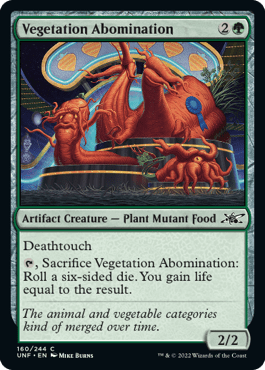 Vegetation Abomination 2
Artifact Creature — Plant Mutant Food
Deathtouch
, Sacrifice Vegetation Abomination:
Roll a six-sided die. You gain life
equal to the result.
The animal and vegetable categories
kind of merged over time.
2/2
160/244 C
UNF • EN Mike Burns
™ & © 2022 Wizards of the Coast